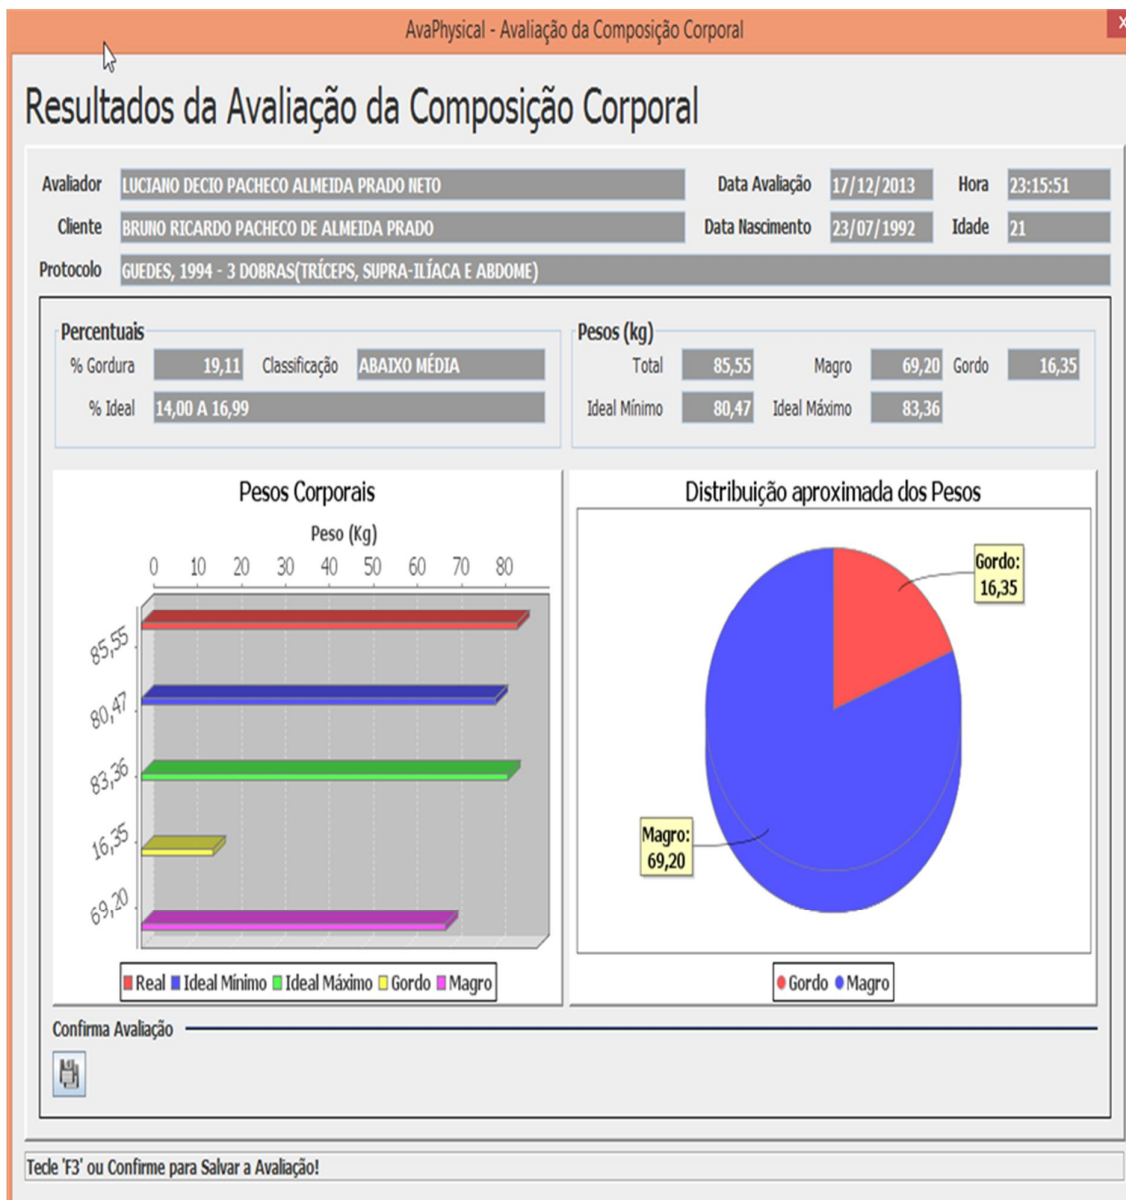 AvaPhysical - Avaliação da Composição Corporal
x
Resultados da Avaliação da Composição Corporal
Avaliador LUCIANO DECIO PACHECO ALMEIDA PRADO NETO Data Avaliação 17/12/2013 Hora 23:15:51
Cliente BRUNO RICARDO PACHECO DE ALMEIDA PRADO Data Nascimento 23/07/1992 Idade 21
Protocolo GUEDES, 1994 - 3 DOBRAS(TRÍCEPS, SUPRA-ILÍACA E ABDOME)
Percentuais
% Gordura 19,11 Classificação ABAIXO MÉDIA
% Ideal 14,00 A 16,99
Pesos (kg)
Total 85,55 Magro 69,20 Gordo 16,35
Ideal Mínimo 80,47 Ideal Máximo 83,36
Pesos Corporais
Peso (Kg)
0 10 20 30 40 50 60 70 80
85,55
80,47
83,36
16,35
69,20
Real Ideal Mínimo Ideal Máximo Gordo Magro
Distribuição aproximada dos Pesos
Gordo:
16,35
Magro:
69,20
Gordo Magro
Confirma Avaliação
Tecle 'F3' ou Confirme para Salvar a Avaliação!